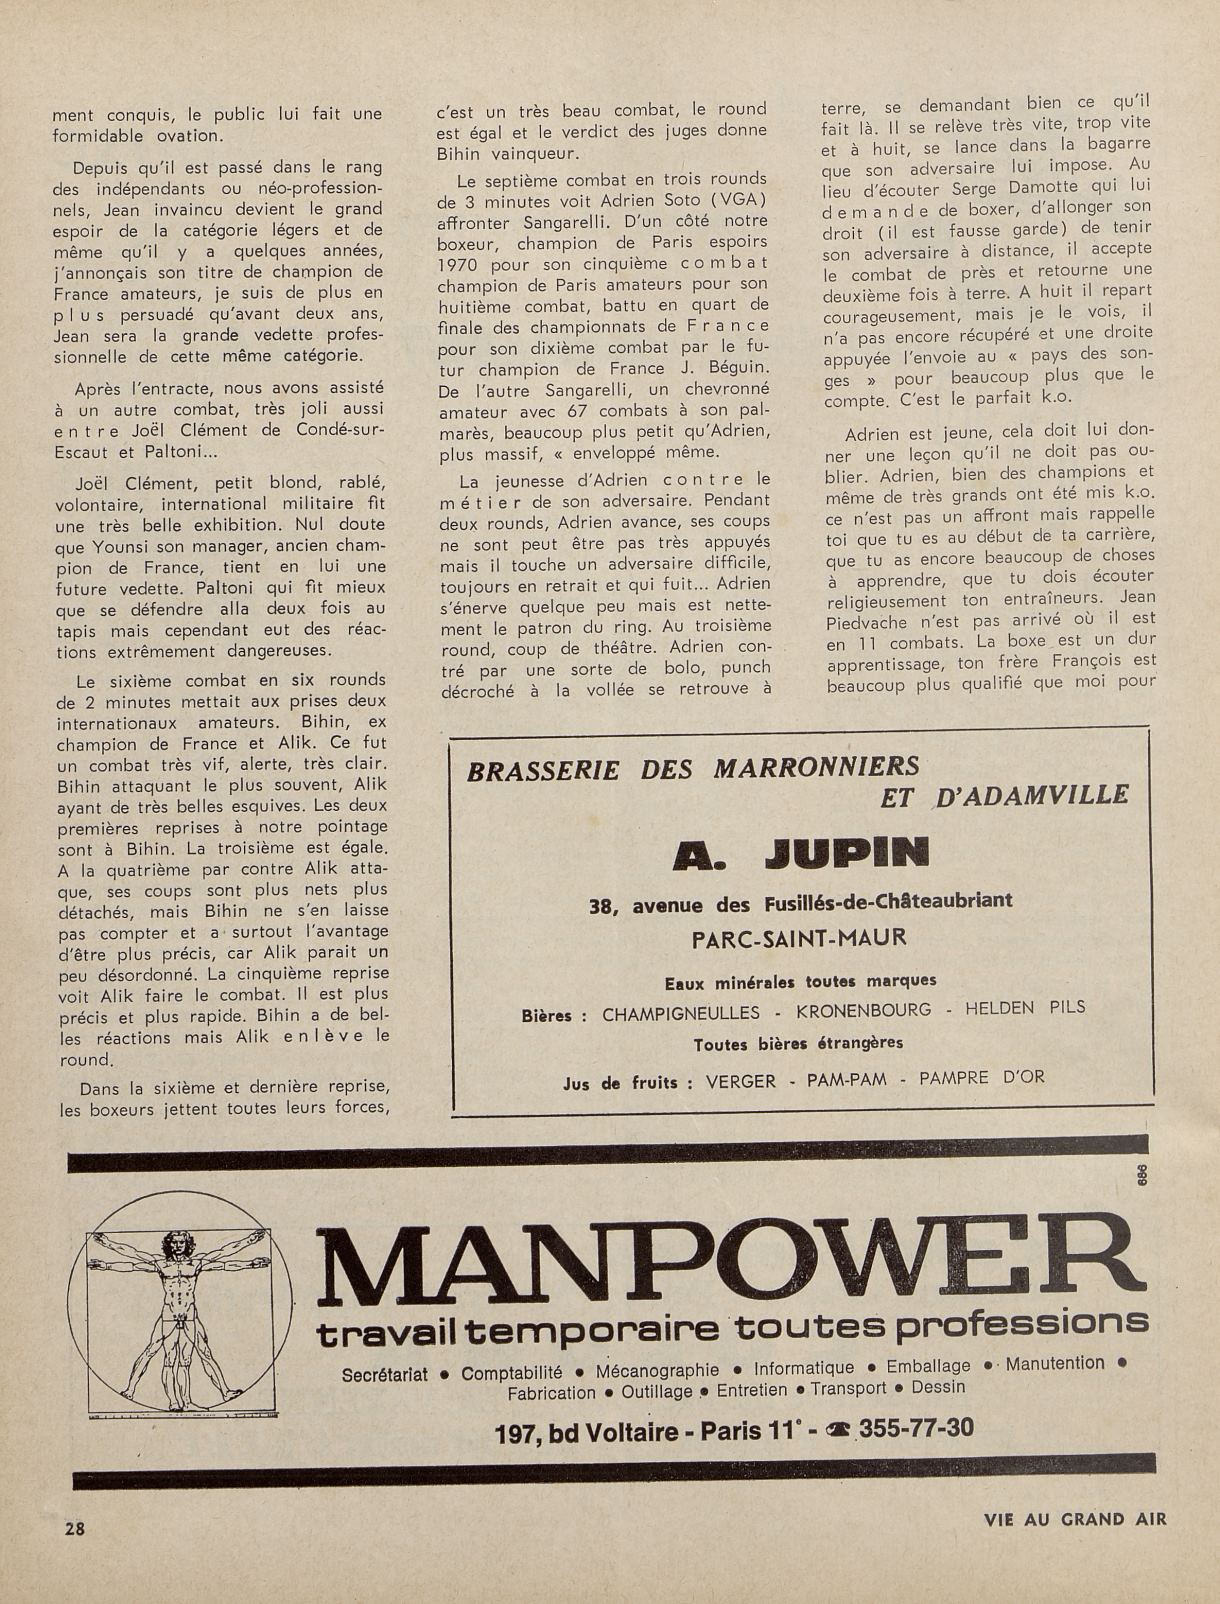 ment conquis, le public lui fait une
formidable ovation.
Depuis qu'il est passé dans le rang
des indépendants ou néo-profession-
nels, Jean invaincu devient le grand
espoir de la catégorie légers et de
même qu'il y a quelques années,
j'annonçais son titre de champion de
France amateurs, je suis de plus en
plus persuadé qu'avant deux ans,
Jean sera la grande vedette profes-
sionnelle de cette même catégorie.
Après l'entracte, nous avons assisté
à un autre combat, très joli aussi
entre Joël Clément de Condé-sur-
Escaut et Paltoni...
Joël Clément, petit blond, rablé,
volontaire, international militaire fit
une très belle exhibition. Nul doute
que Younsi son manager, ancien cham-
pion de France, tient en lui une
future vedette. Paltoni qui fit mieux
que se défendre alla deux fois au
tapis mais cependant eut des réac-
tions extrêmement dangereuses.
Le sixième combat en six rounds
de 2 minutes mettait aux prises deux
internationaux amateurs. Bihin, ex
champion de France et Alik. Ce fut
un combat très vif, alerte, très clair.
Bihin attaquant le plus souvent, Alik
ayant de très belles esquives. Les deux
premières reprises à notre pointage
sont à Bihin. La troisième est égale.
A la quatrième par contre Alik atta-
que, ses coups sont plus nets plus
détachés, mais Bihin ne s'en laisse
pas compter et a surtout l'avantage
d'être plus précis, car Alik parait un
peu désordonné. La cinquième reprise
voit Alik faire le combat. Il est plus
précis et plus rapide. Bihin a de bel-
les réactions mais Alik enlève le
round.
Dans la sixième et dernière reprise,
les boxeurs jettent toutes leurs forces,
c'est un très beau combat, le round
est égal et le verdict des juges donne
Bihin vainqueur.
Le septième combat en trois rounds
de 3 minutes voit Adrien Soto (VGA)
affronter Sangarelli. D'un côté notre
boxeur, champion de Paris espoirs
1970 pour son cinquième combat
champion de Paris amateurs pour son
huitième combat, battu en quart de
finale des championnats de France
pour son dixième combat par le fu-
tur champion de France J. Béguin.
De l'autre Sangarelli, un chevronné
amateur avec 67 combats à son pal-
marès, beaucoup plus petit qu'Adrien,
plus massif, « enveloppé même.
La jeunesse d'Adrien contre le
métier de son adversaire. Pendant
deux rounds, Adrien avance, ses coups
ne sont peut être pas très appuyés
mais il touche un adversaire difficile,
toujours en retrait et qui fuit... Adrien
s'énerve quelque peu mais est nette-
ment le patron du ring. Au troisième
round, coup de théâtre. Adrien con-
tré par une sorte de bolo, punch
décroché à la vollée se retrouve à
terre, se demandant bien ce qu'il
fait là. Il se relève très vite, trop vite
et à huit, se lance dans la bagarre
que son adversaire lui impose. Au
lieu d'écouter Serge Damotte qui lui
demande de boxer, d'allonger son
droit (il est fausse garde) de tenir
son adversaire à distance, il accepte
le combat de près et retourne une
deuxième fois à terre. A huit il repart
courageusement, mais je le vois, il
n'a pas encore récupéré et une droite
appuyée l'envoie au « pays des son-
ges » pour beaucoup plus que le
compte. C'est le parfait k.o.
Adrien est jeune, cela doit lui don-
ner une leçon qu'il ne doit pas ou-
blier. Adrien, bien des champions et
même de très grands ont été mis k.o.
ce n'est pas un affront mais rappelle
toi que tu es au début de ta carrière,
que tu as encore beaucoup de choses
à apprendre, que tu dois écouter
religieusement ton entraîneurs. Jean
Piedvache n'est pas arrivé où il est
en 11 combats. La boxe est un dur
apprentissage, ton frère François est
beaucoup plus qualifié que moi pour
BRASSERIE DES MARRONNIERS
ET D'ADAMVILLE
A. JUPIN
38, avenue des Fusillés-de-Châteaubriant
PARC-SAINT-MAUR
Eaux minérales toutes marques
Bières : CHAMPIGNEULLES - KRONENBOURG - HELDEN PILS
Toutes bières étrangères
Jus de fruits : VERGER - PAM-PAM - PAMPRE D'OR
989
MANPOWER
travail temporaire toutes professions
Secrétariat • Comptabilité • Mécanographie • Informatique • Emballage • Manutention •
Fabrication • Outillage • Entretien • Transport • Dessin
197, bd Voltaire - Paris 11° - ☎ 355-77-30
28
VIE AU GRAND AIR